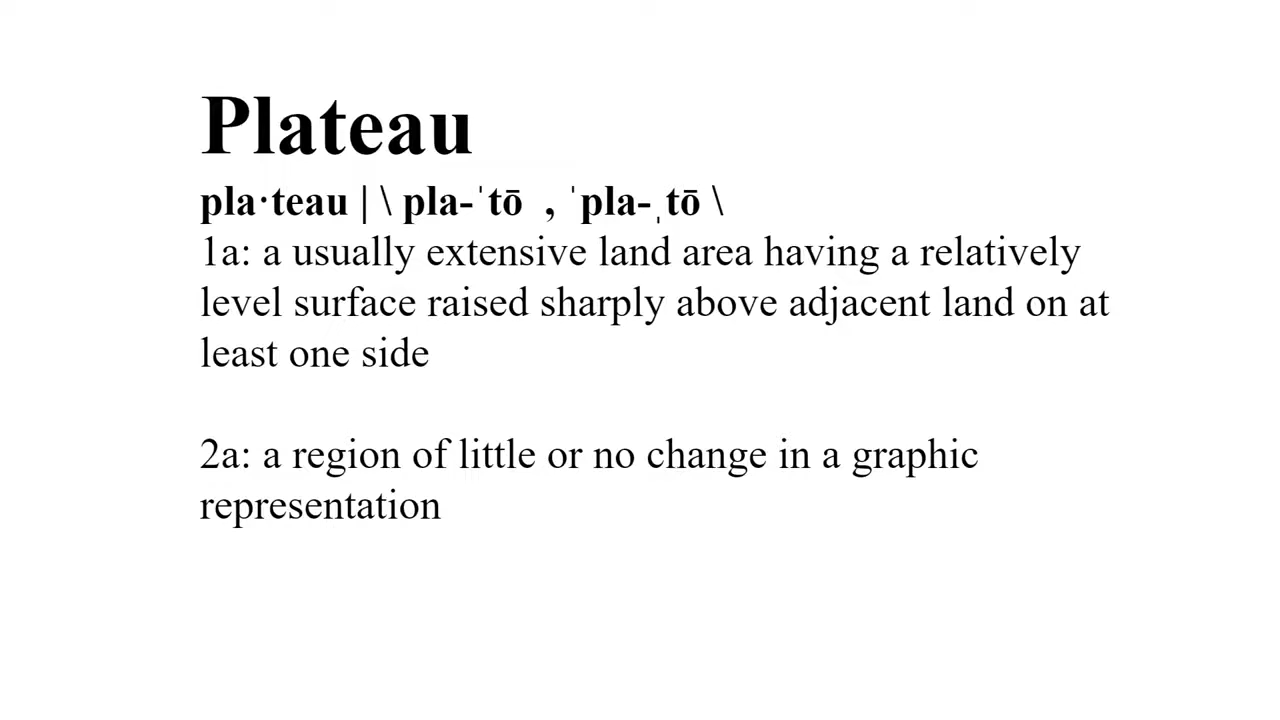 Plateau
pla·teau | \ pla-ˈtō , ˈpla-ˌtō \
1a: a usually extensive land area having a relatively
level surface raised sharply above adjacent land on at
least one side
2a: a region of little or no change in a graphic
representation